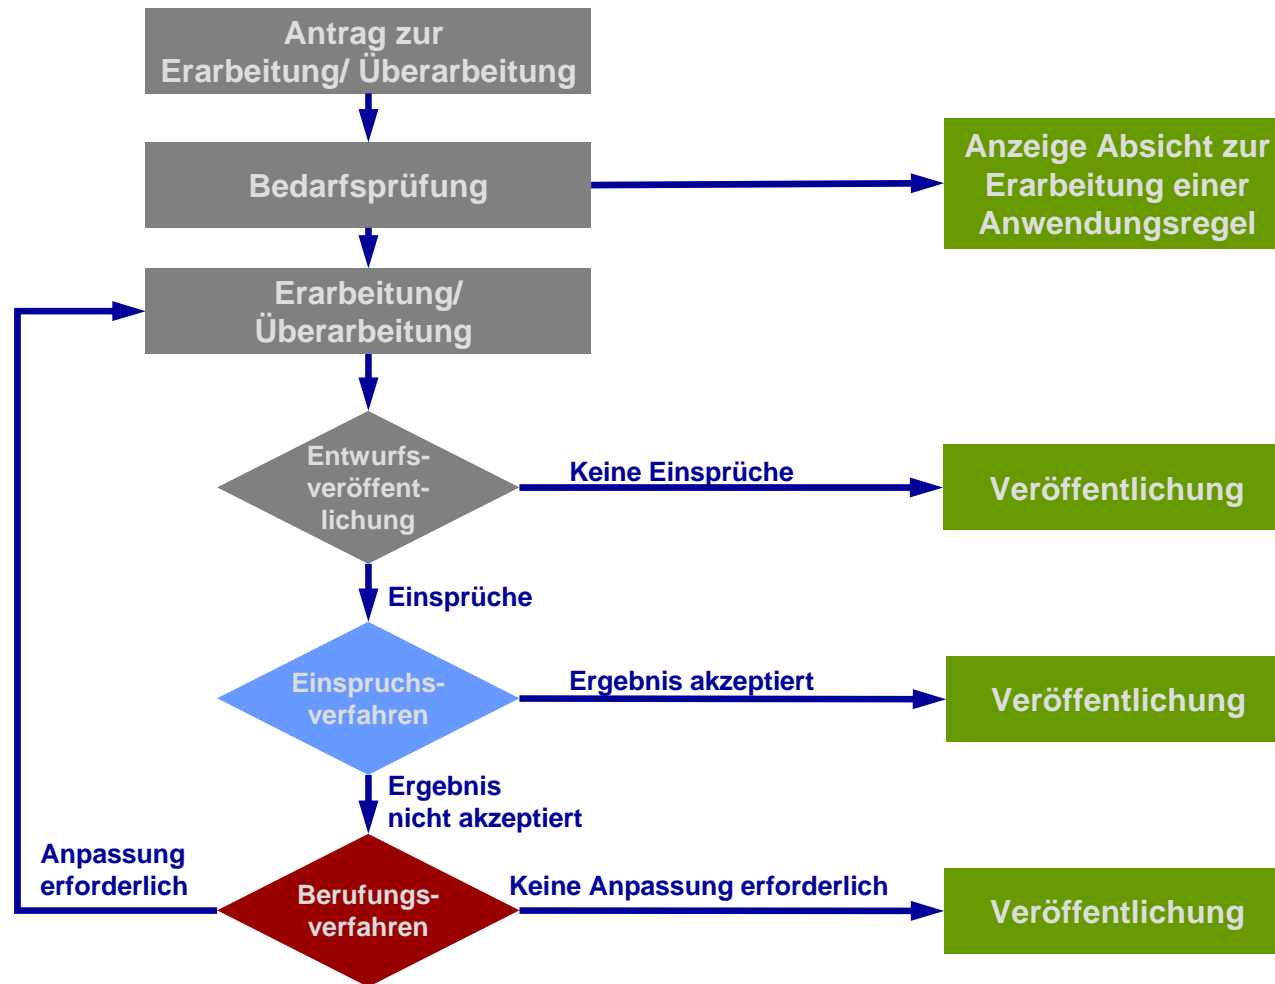 Antrag zur
Erarbeitung/ Überarbeitung
Bedarfsprüfung
Anzeige Absicht zur
Erarbeitung einer
Anwendungsregel
Erarbeitung/
Überarbeitung
Entwurfs-
veröffent-
lichung
Keine Einsprüche
Veröffentlichung
Einsprüche
Einspruchs-
verfahren
Ergebnis akzeptiert
Veröffentlichung
Ergebnis
nicht akzeptiert
Anpassung
erforderlich
Berufungs-
verfahren
Keine Anpassung erforderlich
Veröffentlichung